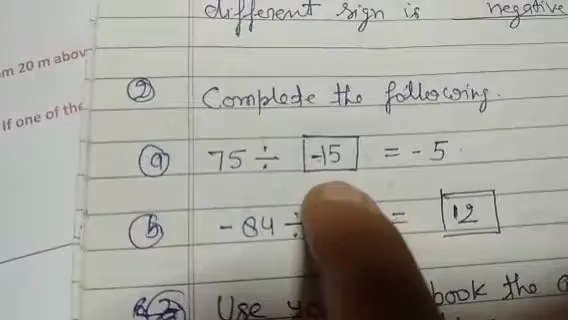 different sign is negative
m 20 m abov
② Complete the following.
If one of the
ⓐ 75 ÷ -15 = - 5
ⓑ - 84 ÷ = 12
Use book the